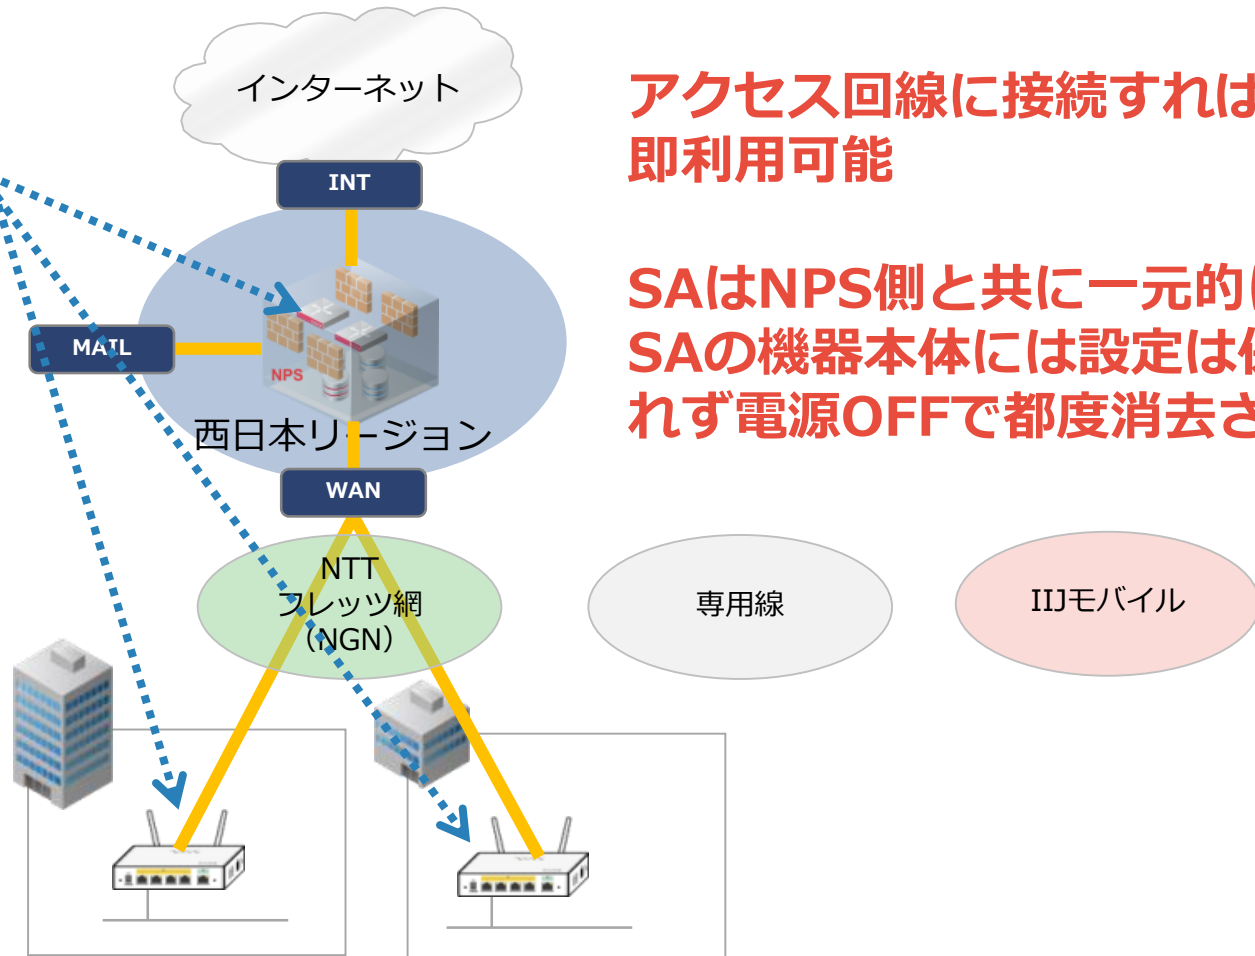 インターネット
アクセス回線に接続すれば
即利用可能
INT
SAはNPS側と共に一元的に
MAIL
SAの機器本体には設定は
NPS
れず電源OFFで都度消去さ
西日本リージョン
WAN
NTT
フレッツ網
（NGN）
専用線
IIJモバイル